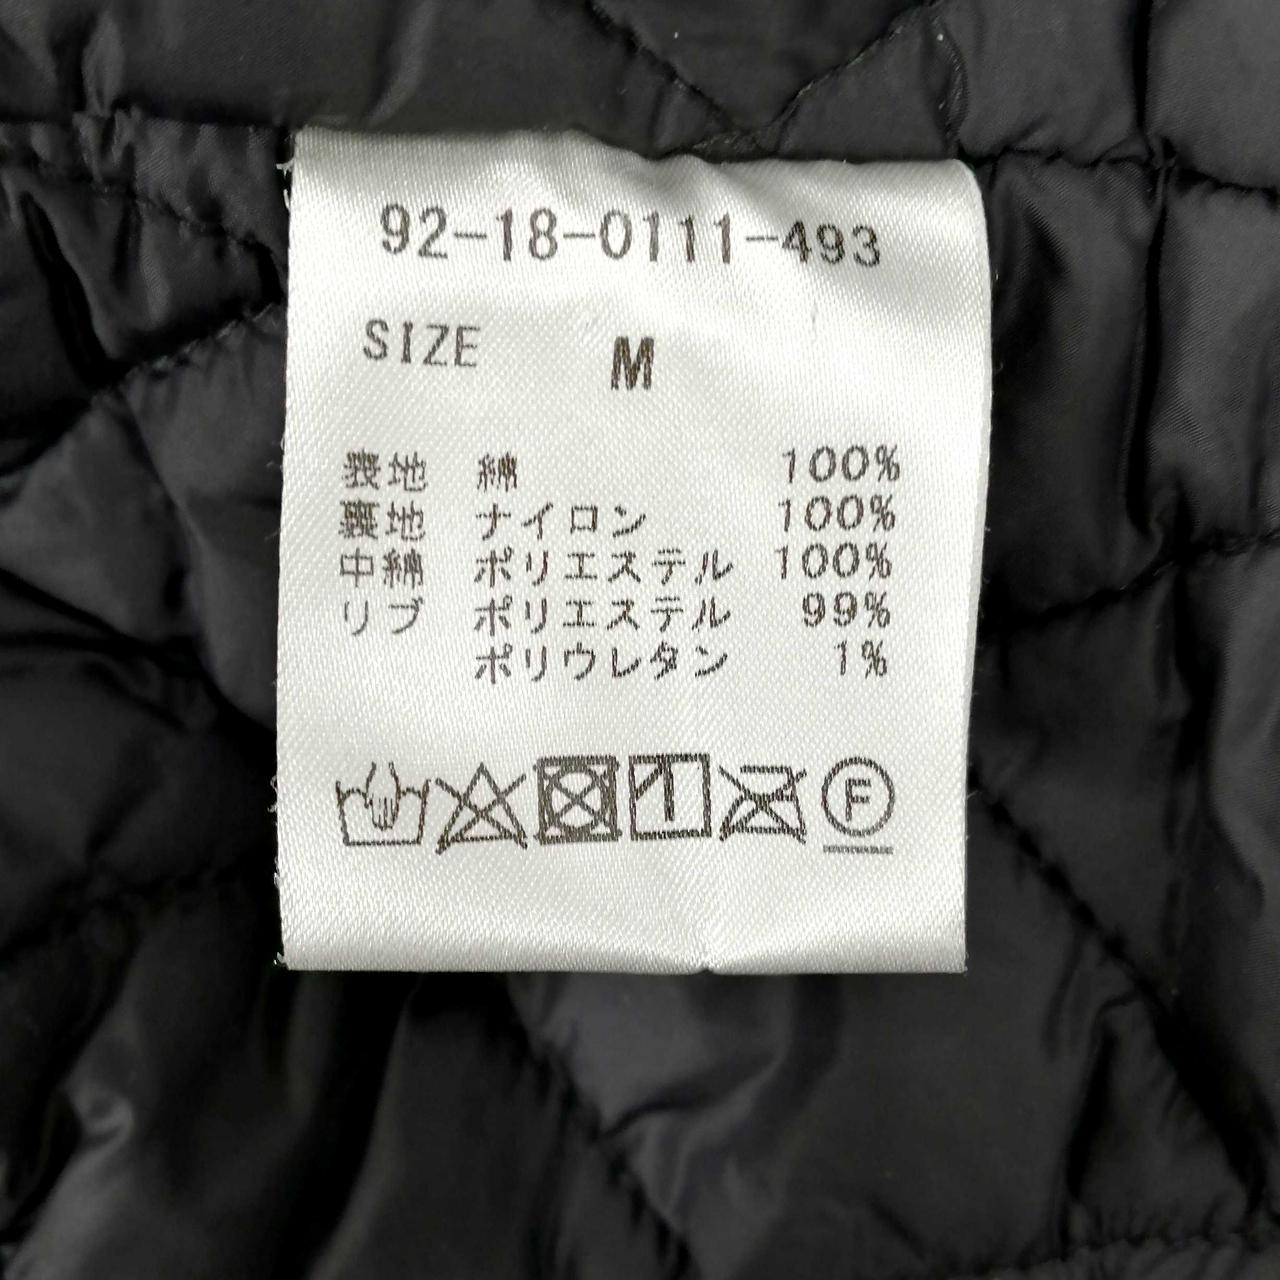 92-18-0111-493
SIZE M
表地 綿 100%
裏地 ナイロン 100%
中綿 ポリエステル 100%
リブ ポリエステル 99%
ポリウレタン 1%
F